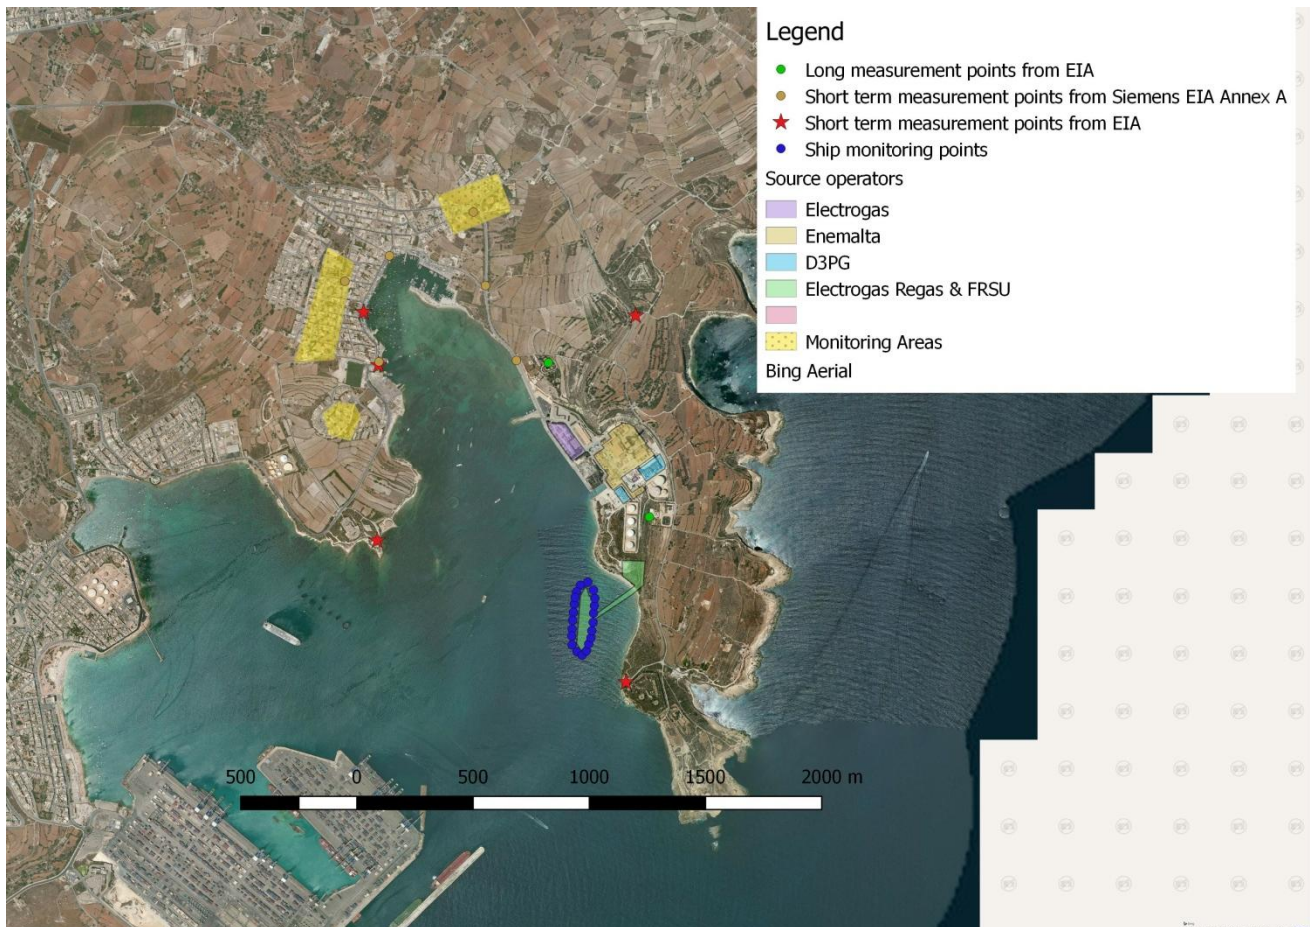 Legend
Long measurement points from EIA
Short term measurement points from Siemens EIA Annex A
Short term measurement points from EIA
Ship monitoring points
Source operators
Electrogas
Enemalta
D3PG
Electrogas Regas & FRSU
Monitoring Areas
Bing Aerial
500 0 500 1000 1500 2000 m